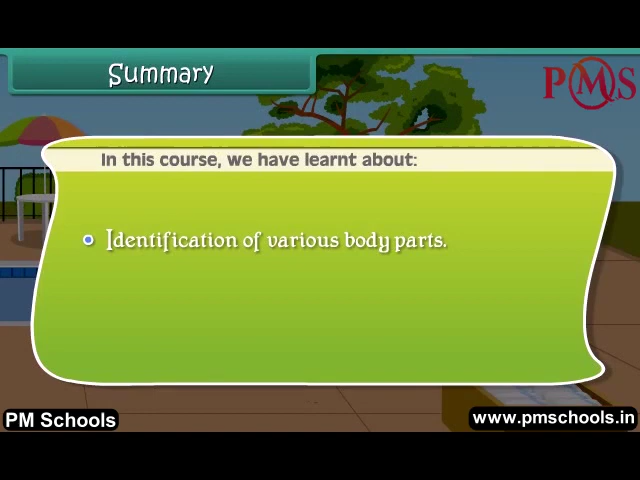 Summary
PMS
In this course, we have learnt about:
Identification of various body parts.
PM Schools
www.pmschools.in